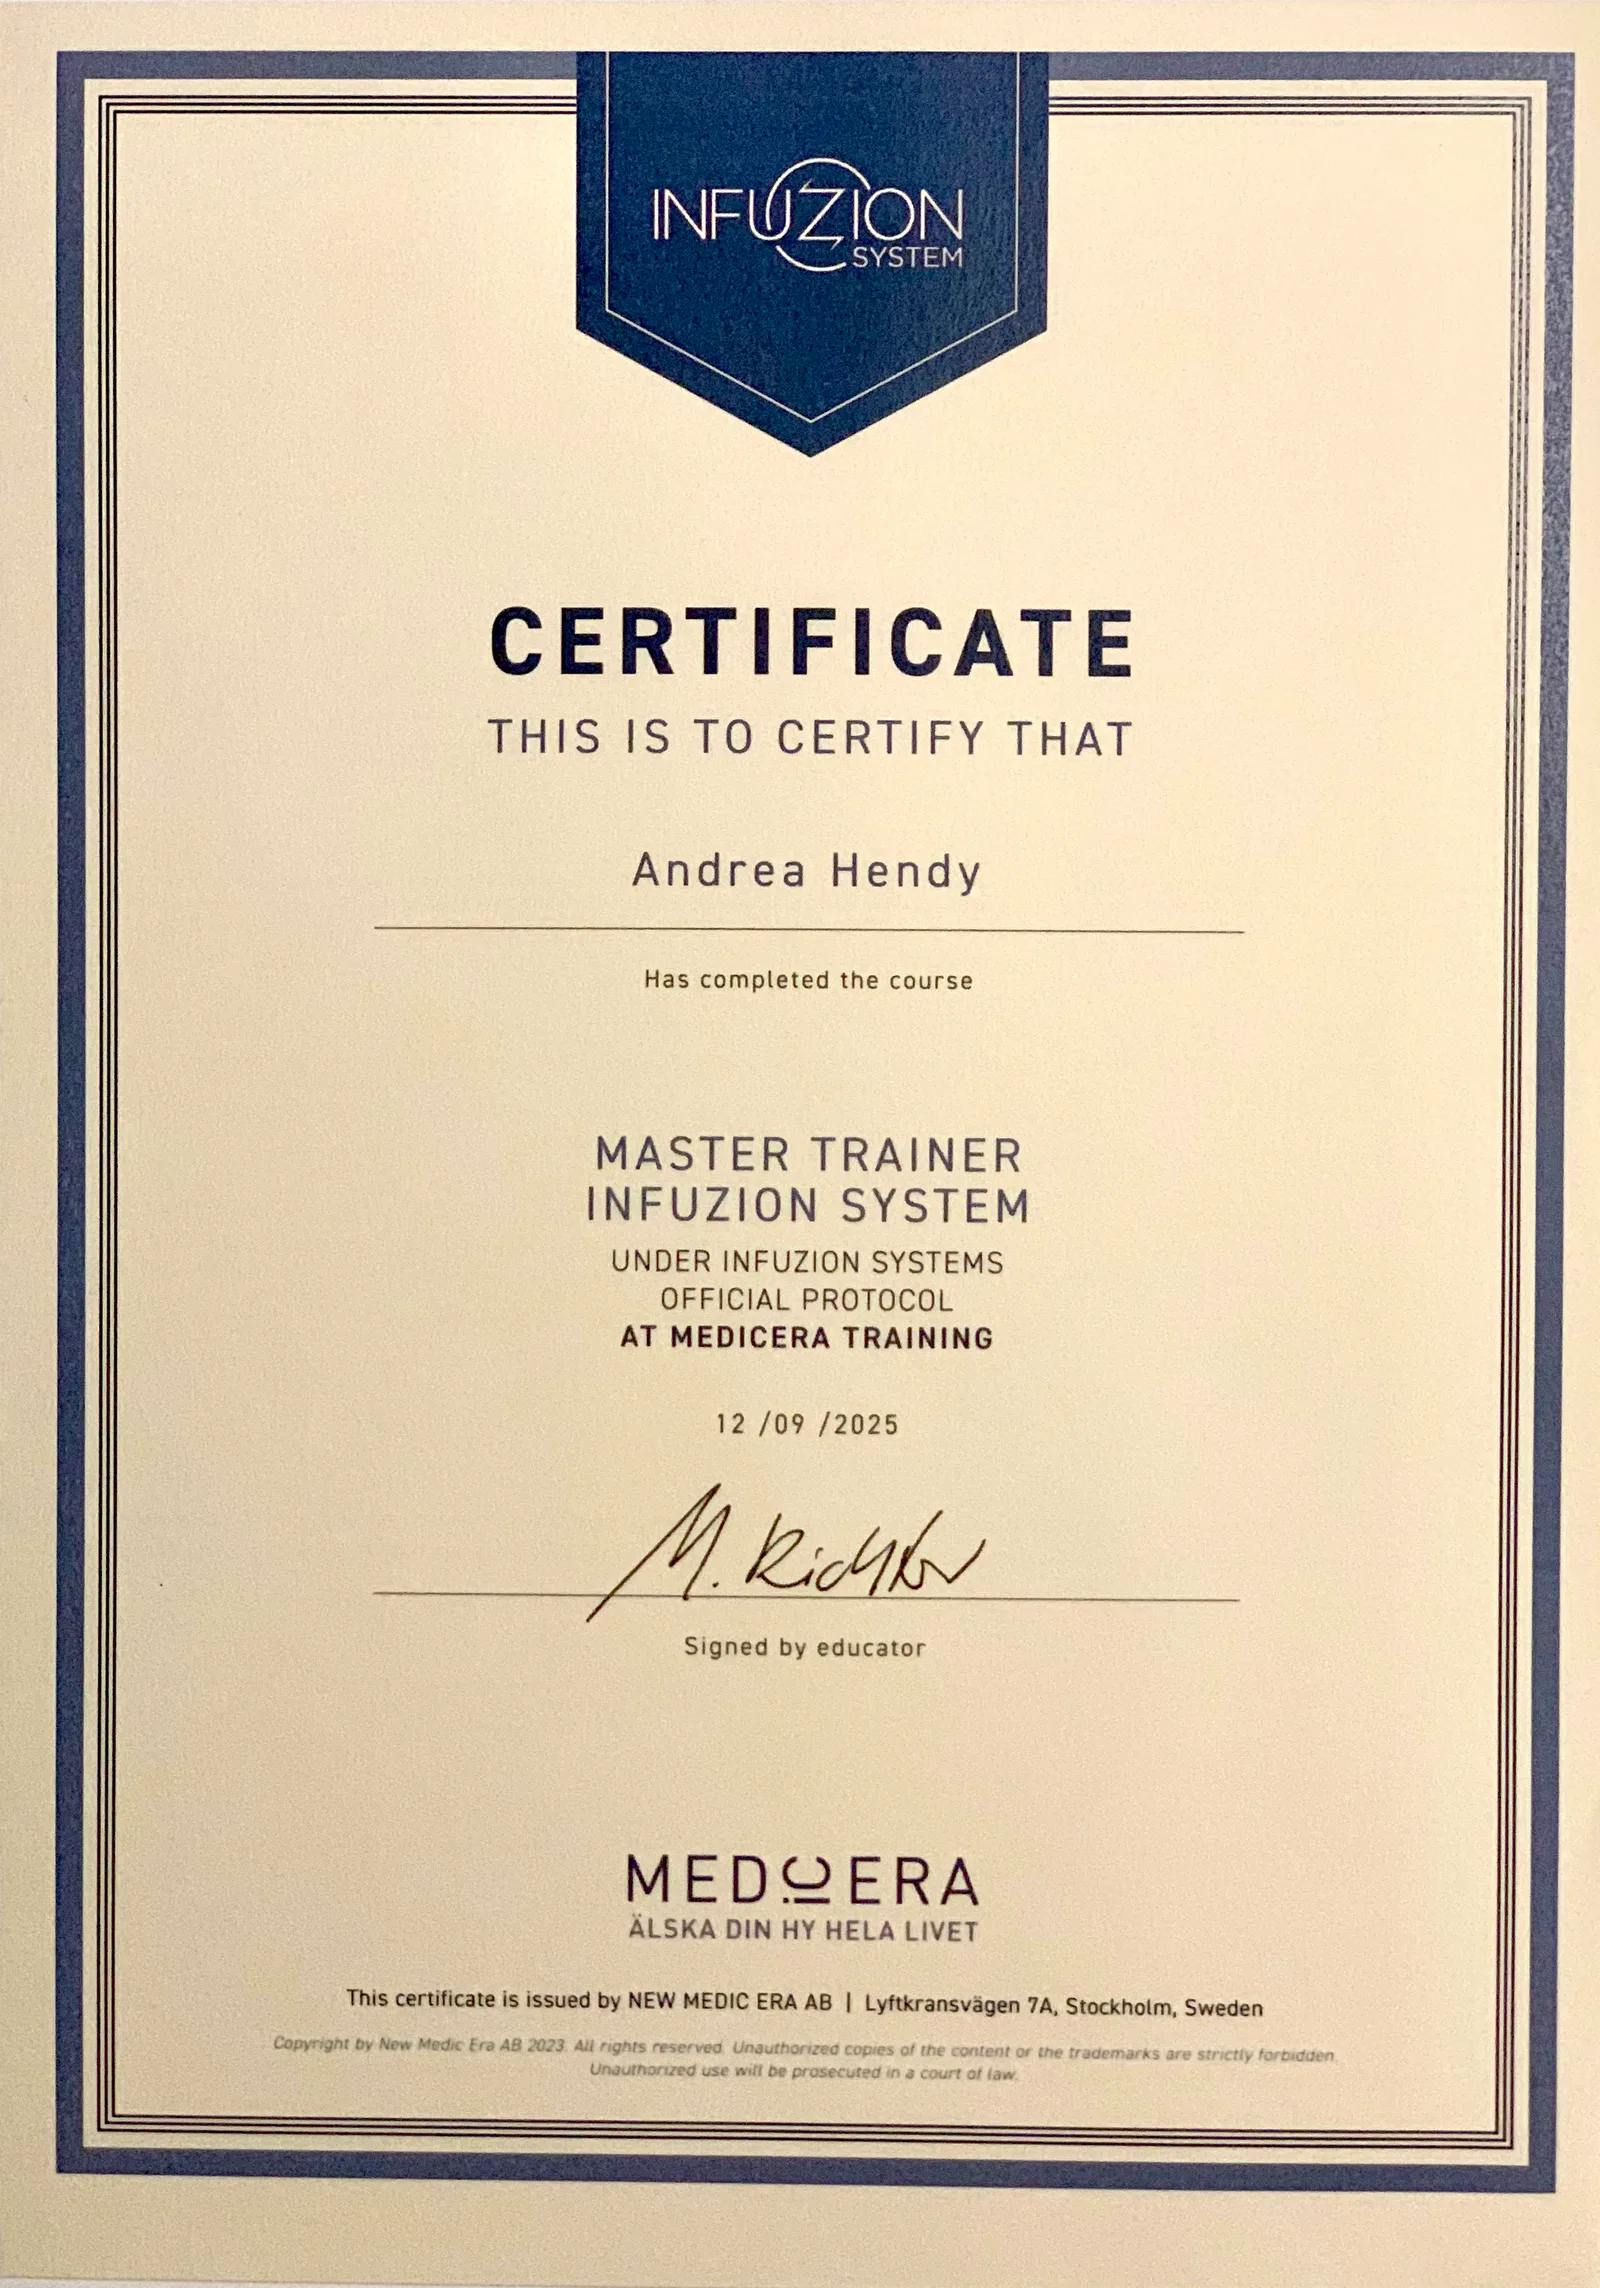 INFUZION
SYSTEM
CERTIFICATE
THIS IS TO CERTIFY THAT
Andrea Hendy
Has completed the course
MASTER TRAINER
INFUZION SYSTEM
UNDER INFUZION SYSTEMS
OFFICIAL PROTOCOL
AT MEDICERA TRAINING
12 /09 /2025
M. Richter
Signed by educator
MEDICERA
ÄLSKA DIN HY HELA LIVET
This certificate is issued by NEW MEDIC ERA AB | Lyftkransvägen 7A, Stockholm, Sweden
Copyright by New Medic Era AB 2023. All rights reserved. Unauthorized copies of the content or the trademarks are strictly forbidden.
Unauthorized use will be prosecuted in a court of law.